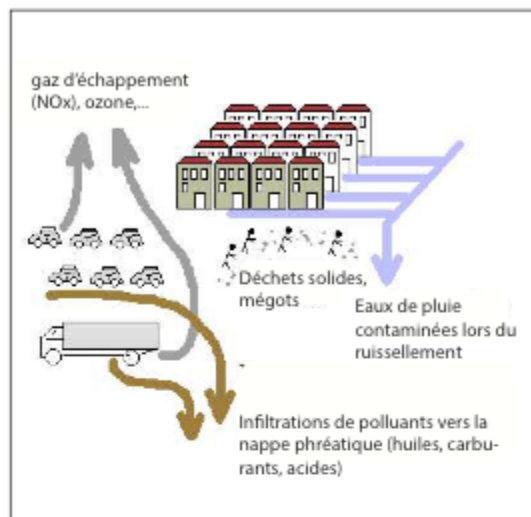 gaz d'échappement
(NOx), ozone,...
Déchets solides,
mégots
Eaux de pluie
contaminées lors du
ruissellement
Infiltrations de polluants vers la
nappe phréatique (huiles, carbu-
rants, acides)